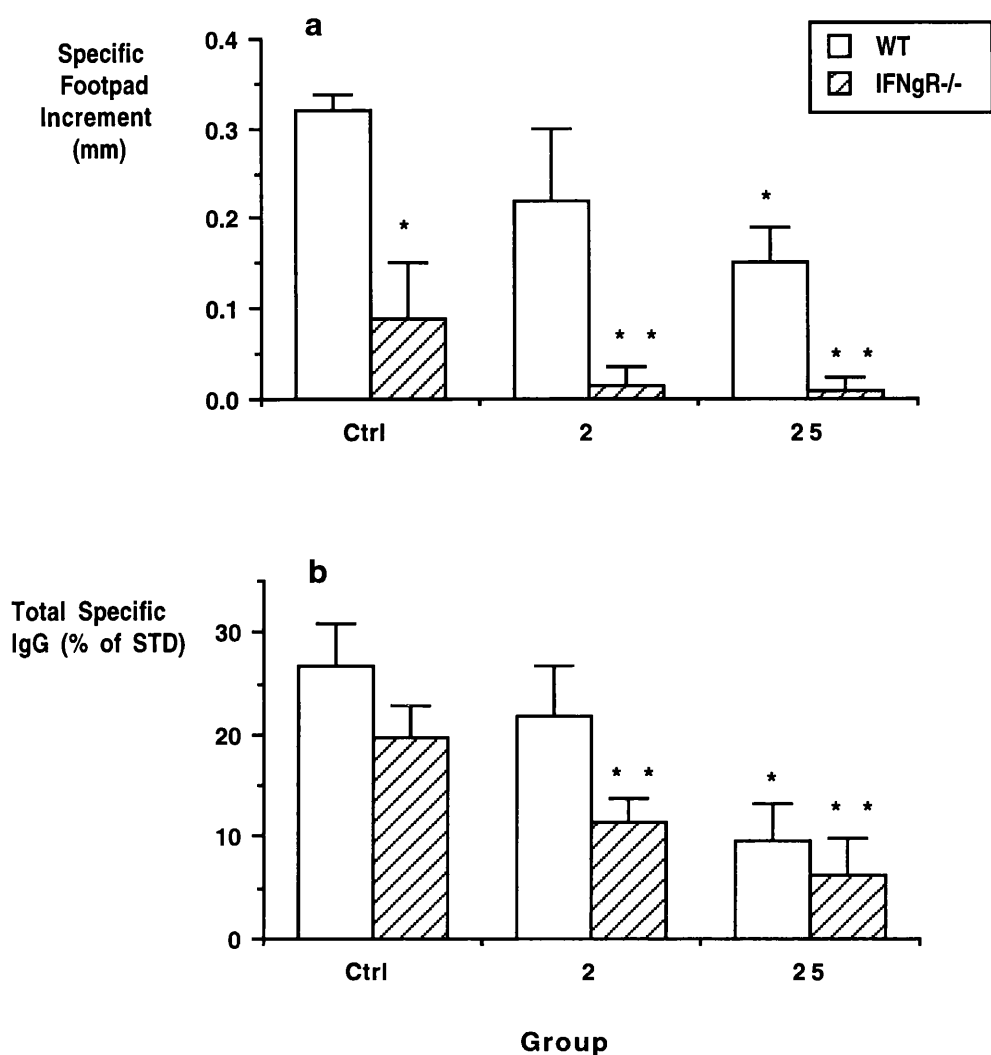 a
Specific
Footpad
Increment
(mm)
0.4
0.3
0.2
0.1
0.0
WT
IFNgR-/-
*
* *
*
* *
Ctrl
2
25
b
Total Specific
IgG (% of STD)
30
20
10
0
* *
*
* *
Ctrl
2
25
Group